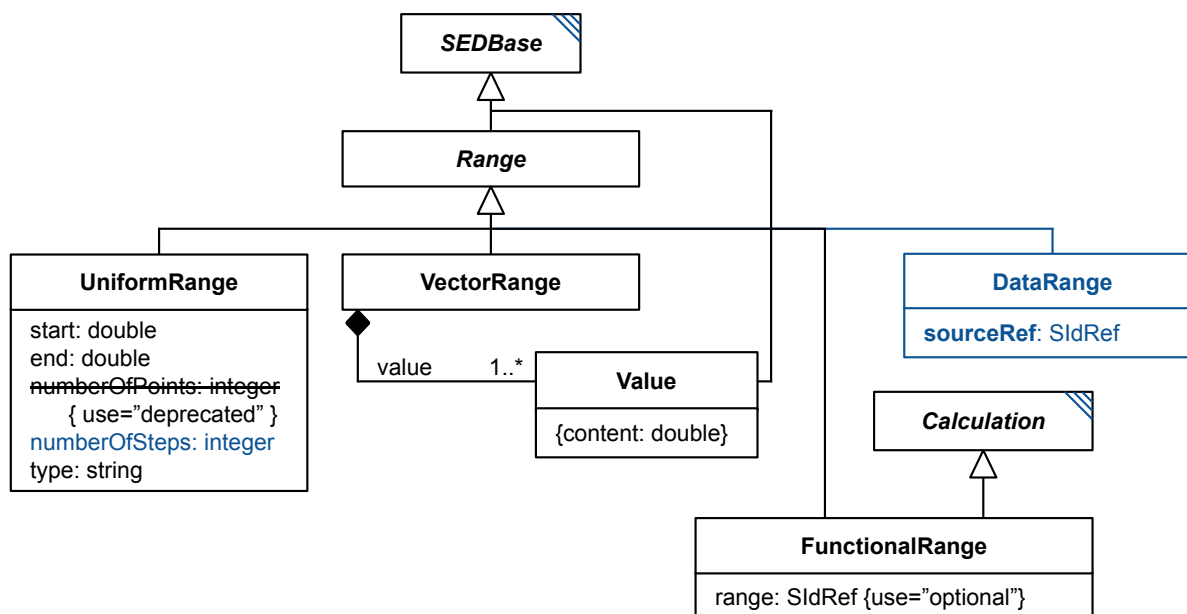 SEDBase
Range
UniformRange
start: double
end: double
numberOfPoints: integer
{ use=”deprecated” }
numberOfSteps: integer
type: string
VectorRange
value 1..*
Value
{content: double}
DataRange
sourceRef: SIdRef
Calculation
FunctionalRange
range: SIdRef {use=”optional”}